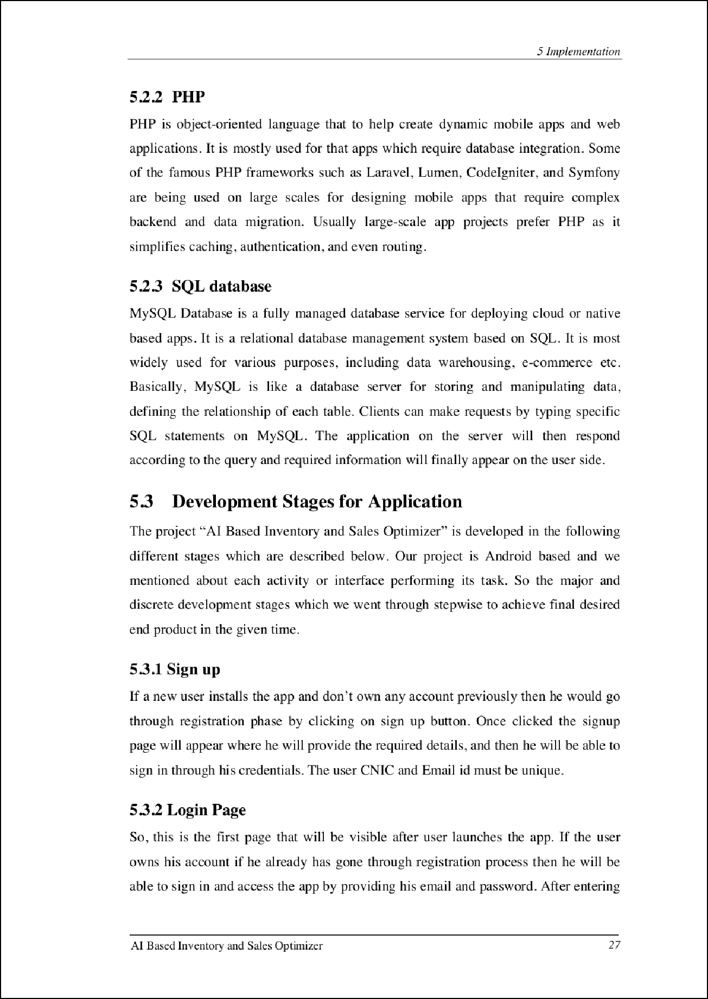 5 Implementation
5.2.2 PHP
PHP is object-oriented language that to help create dynamic mobile apps and web
applications. It is mostly used for that apps which require database integration. Some
of the famous PHP frameworks such as Laravel, Lumen, CodeIgniter, and Symfony
are being used on large scales for designing mobile apps that require complex
backend and data migration. Usually large-scale app projects prefer PHP as it
simplifies caching, authentication, and even routing.
5.2.3 SQL database
MySQL Database is a fully managed database service for deploying cloud or native
based apps. It is a relational database management system based on SQL. It is most
widely used for various purposes, including data warehousing, e-commerce etc.
Basically, MySQL is like a database server for storing and manipulating data,
defining the relationship of each table. Clients can make requests by typing specific
SQL statements on MySQL. The application on the server will then respond
according to the query and required information will finally appear on the user side.
5.3 Development Stages for Application
The project “AI Based Inventory and Sales Optimizer” is developed in the following
different stages which are described below. Our project is Android based and we
mentioned about each activity or interface performing its task. So the major and
discrete development stages which we went through stepwise to achieve final desired
end product in the given time.
5.3.1 Sign up
If a new user installs the app and don’t own any account previously then he would go
through registration phase by clicking on sign up button. Once clicked the signup
page will appear where he will provide the required details, and then he will be able to
sign in through his credentials. The user CNIC and Email id must be unique.
5.3.2 Login Page
So, this is the first page that will be visible after user launches the app. If the user
owns his account if he already has gone through registration process then he will be
able to sign in and access the app by providing his email and password. After entering
AI Based Inventory and Sales Optimizer
27